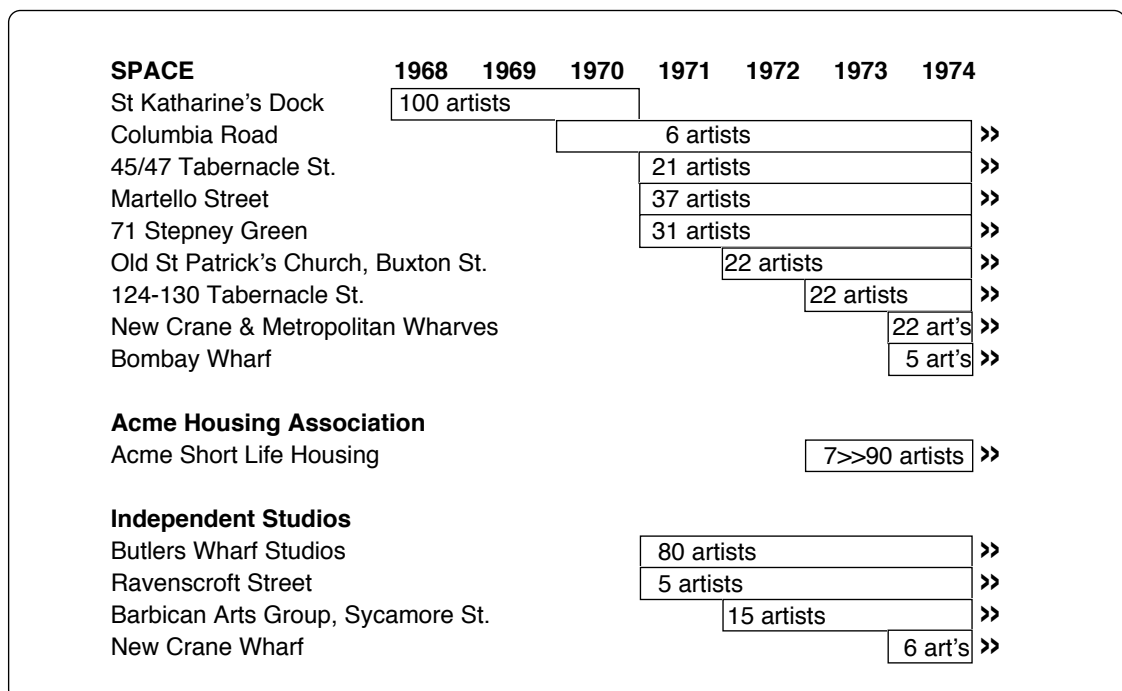 SPACE 1968 1969 1970 1971 1972 1973 1974
St Katharine’s Dock 100 artists
Columbia Road 6 artists »
45/47 Tabernacle St. 21 artists »
Martello Street 37 artists »
71 Stepney Green 31 artists »
Old St Patrick’s Church, Buxton St. 22 artists »
124-130 Tabernacle St. 22 artists »
New Crane & Metropolitan Wharves 22 art’s »
Bombay Wharf 5 art’s »
Acme Housing Association
Acme Short Life Housing 7>>90 artists »
Independent Studios
Butlers Wharf Studios 80 artists »
Ravenscroft Street 5 artists »
Barbican Arts Group, Sycamore St. 15 artists »
New Crane Wharf 6 art’s »